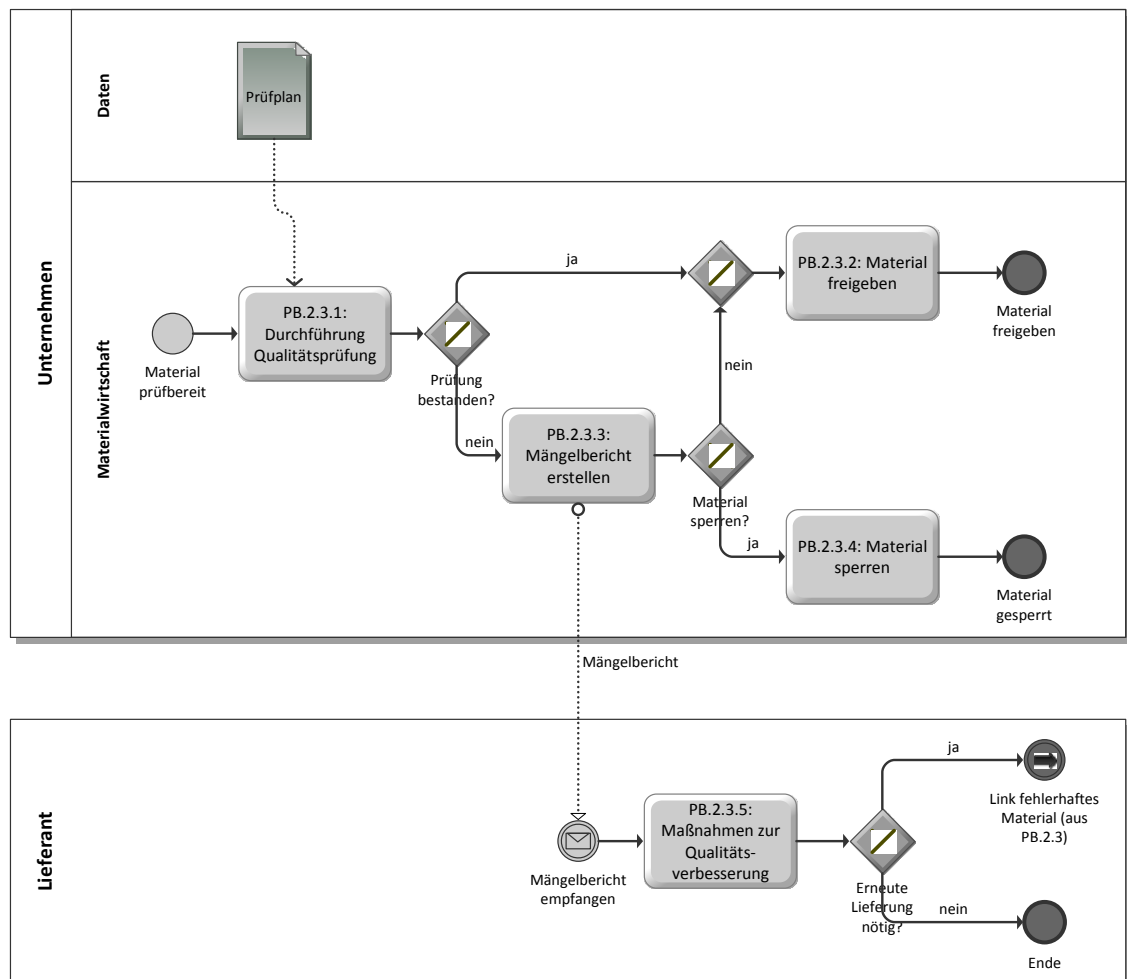 Unternehmen
Daten
Prüfplan
Materialwirtschaft
Material
prüfbereit
PB.2.3.1:
Durchführung
Qualitätsprüfung
Prüfung
bestanden?
ja
nein
PB.2.3.3:
Mängelbericht
erstellen
Material
sperren?
nein
ja
PB.2.3.2: Material
freigeben
Material
freigeben
PB.2.3.4: Material
sperren
Material
gesperrt
Mängelbericht
Lieferant
Mängelbericht
empfangen
PB.2.3.5:
Maßnahmen zur
Qualitäts-
verbesserung
Erneute
Lieferung
nötig?
ja
Link fehlerhaftes
Material (aus
PB.2.3)
nein
Ende